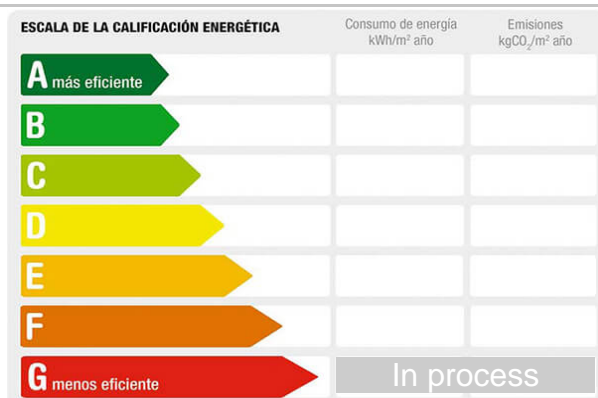 ESCALA DE LA CALIFICACIÓN ENERGÉTICA
Consumo de energía
kWh/m² año
Emisiones
kgCO₂/m² año
A más eficiente
B
C
D
E
F
G menos eficiente
In process